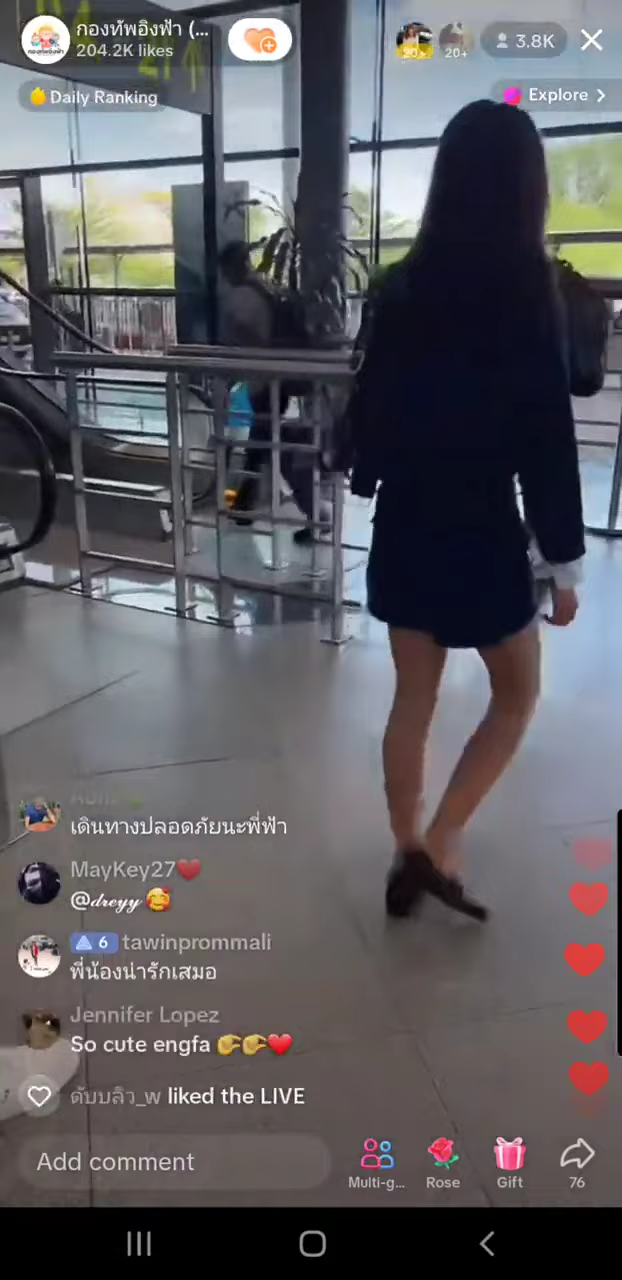 กองทัพอิงฟ้า (...
204.2K likes
20+
20+
3.8K
Daily Ranking
Explore
เดินทางปลอดภัยนะพี่ฟ้า
MayKey27❤️
@𝒹𝓇𝑒𝓎𝓎 🥰
6 tawinprommali
พี่น้องน่ารักเสมอ
Jennifer Lopez
So cute engfa 🫶🫶❤️
ดับบลิว_w liked the LIVE
Add comment
Multi-g...
Rose
Gift
76